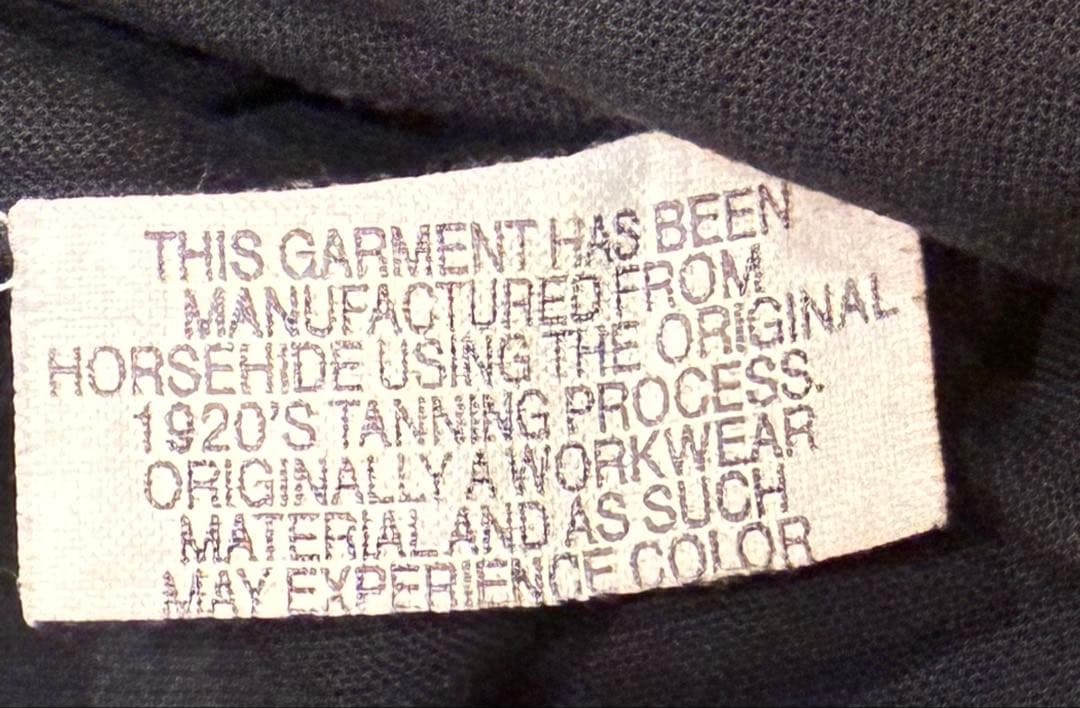 THIS GARMENT HAS BEEN
MANUFACTURED FROM
HORSEHIDE USING THE ORIGINAL
1920'S TANNING PROCESS.
ORIGINALLY A WORKWEAR
MATERIAL AND AS SUCH
MAY EXPERIENCE COLOR